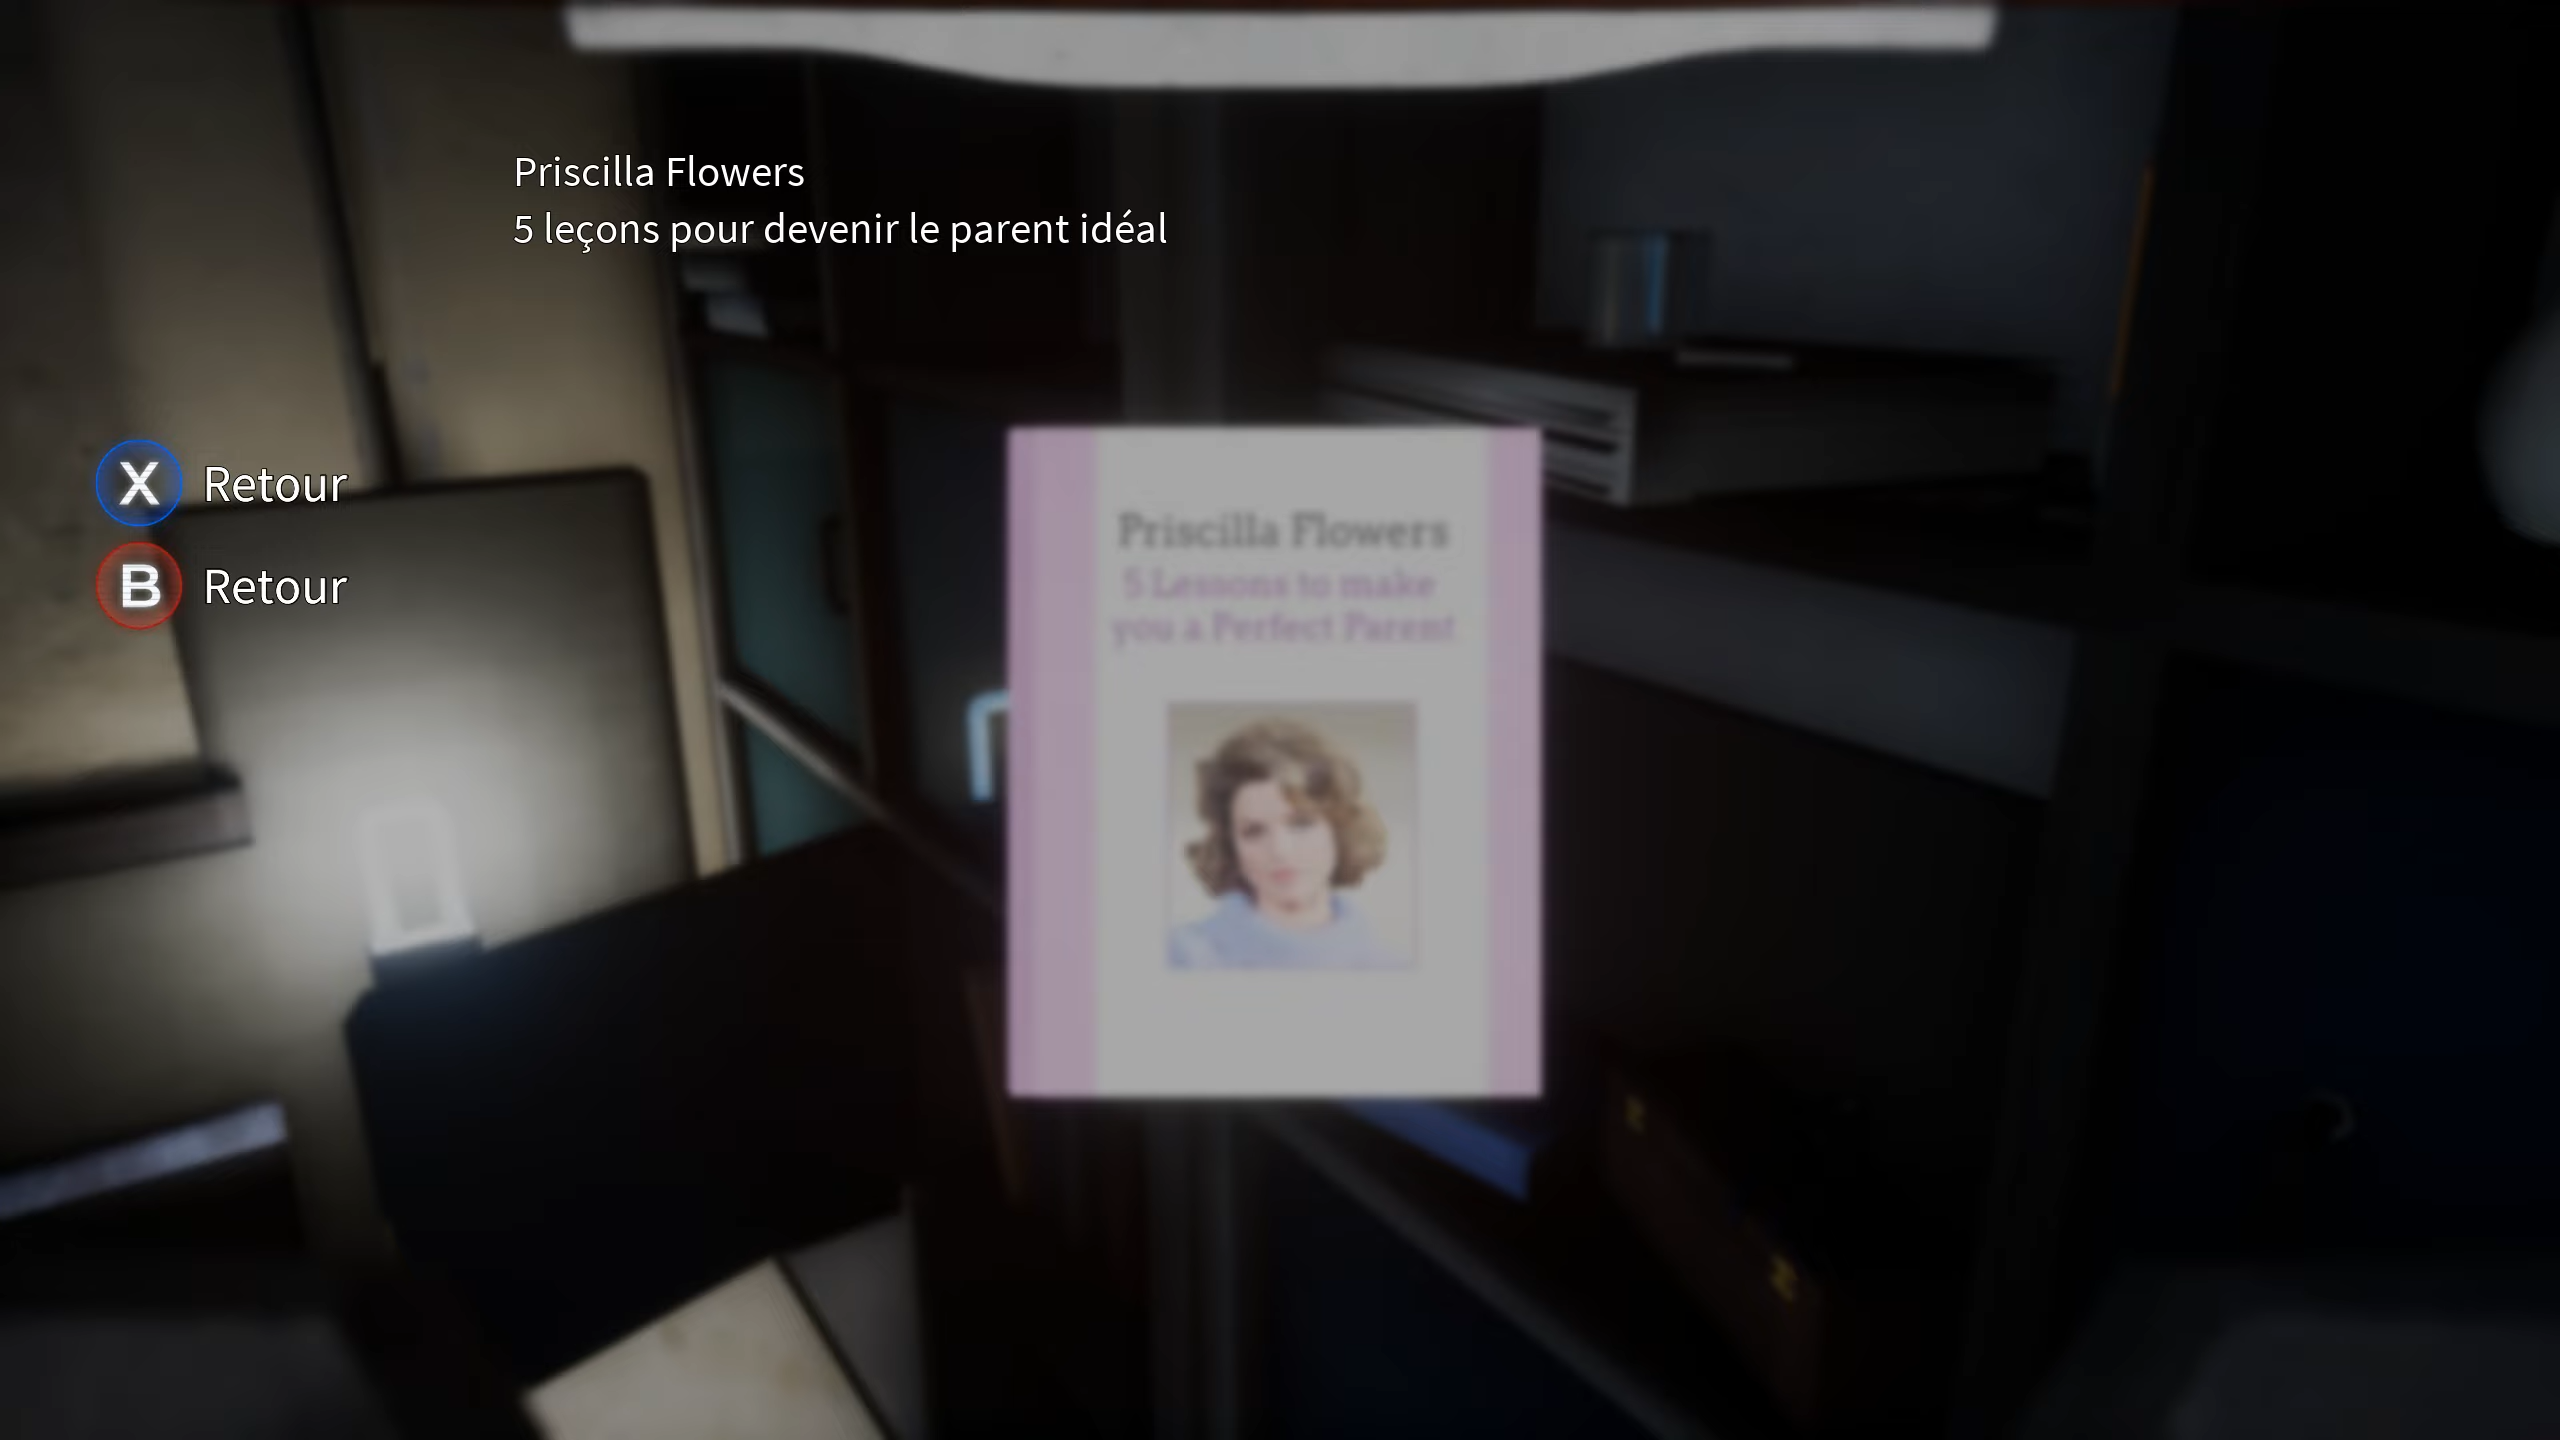 Priscilla Flowers
5 leçons pour devenir le parent idéal
X Retour
B Retour
Priscilla Flowers
5 Lessons to make
you a Perfect Parent